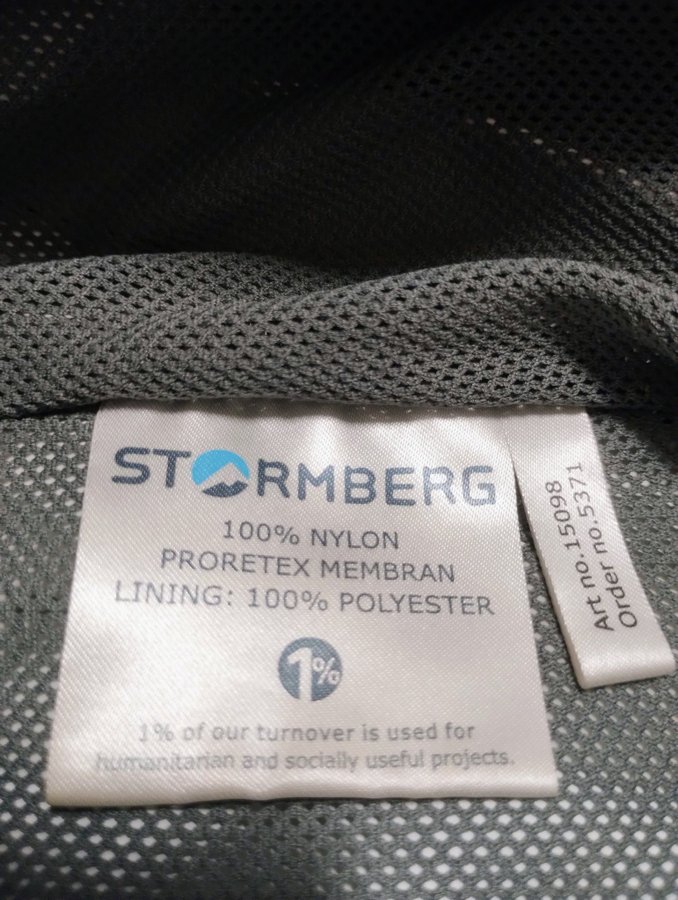 STORMBERG
100% NYLON
PRORETEX MEMBRAN
LINING: 100% POLYESTER
1%
1% of our turnover is used for
humanitarian and socially useful projects.
Art no.15098
Order no.5371